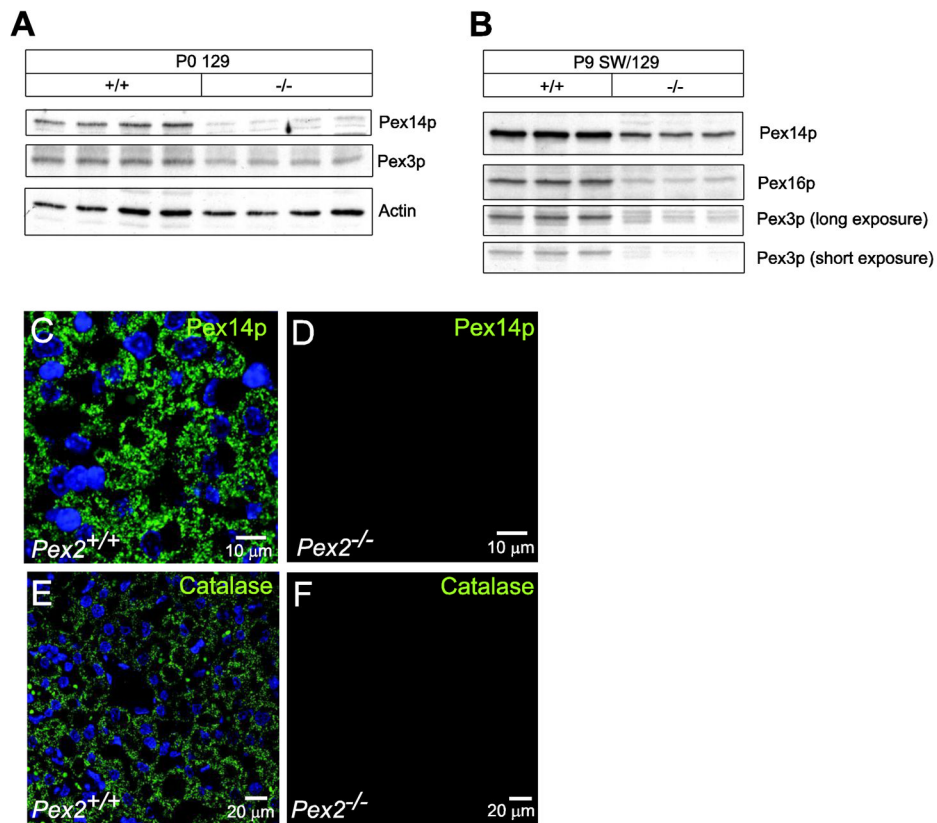 A
P0 129
+/+ -/-
Pex14p
Pex3p
Actin
B
P9 SW/129
+/+ -/-
Pex14p
Pex16p
Pex3p (long exposure)
Pex3p (short exposure)
C Pex14p
Pex2+/+ 10 µm
D Pex14p
Pex2-/- 10 µm
E Catalase
Pex2+/+ 20 µm
F Catalase
Pex2-/- 20 µm